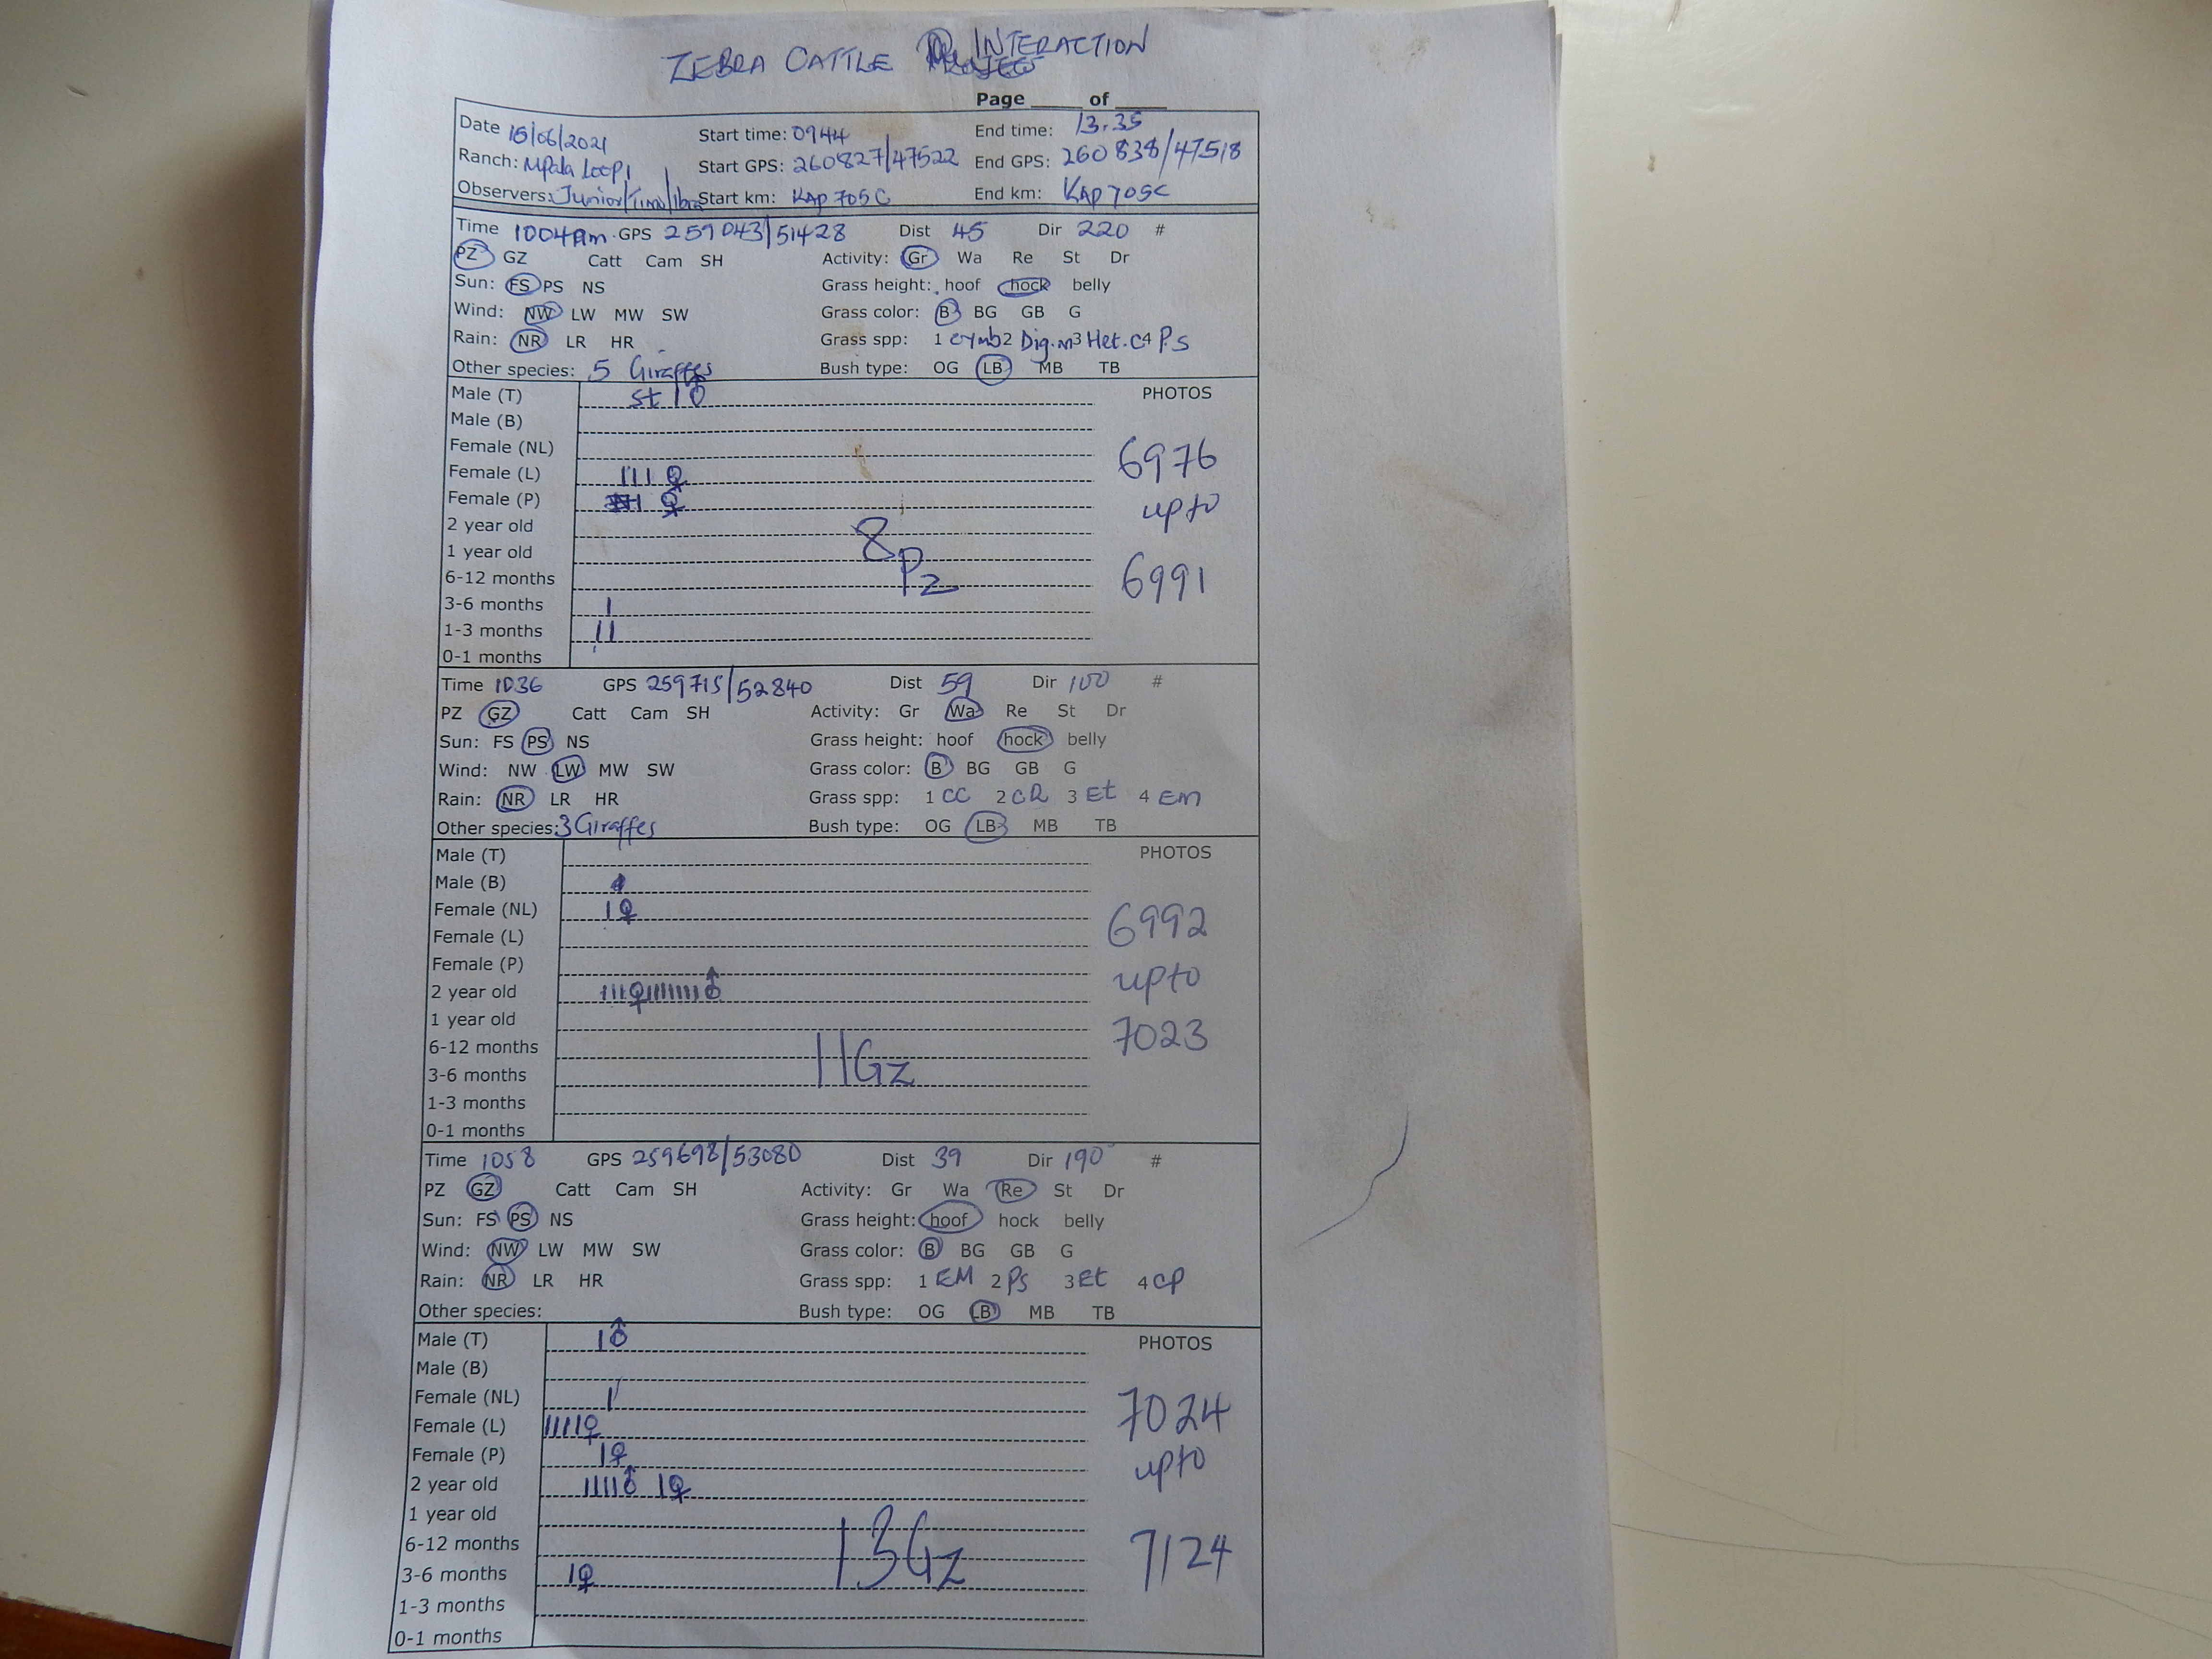 ZEBRA CATTLE INTERACTION
Page ____ of ____
Date 15/06/2021 Start time: 0944 End time: 13.35
Ranch: Mpala Loop 1 Start GPS: 260827/47522 End GPS: 260838/47518
Observers: Junior/Timo/Ibra Start km: KAP 705C End km: KAP 705C
Time 1004Am GPS 259043/51428 Dist 45 Dir 220 #
PZ GZ Catt Cam SH Activity: Gr Wa Re St Dr
Sun: FS PS NS Grass height: hoof hock belly
Wind: NW LW MW SW Grass color: B BG GB G
Rain: NR LR HR Grass spp: 1 cymb 2 Dig.m 3 Het.c 4 P.s
Other species: 5 Giraffes Bush type: OG LB MB TB
Male (T) st 1 ♂ PHOTOS
Male (B)
Female (NL) 6976
Female (L) 111 ♀
Female (P) 1 ♀ upto
2 year old 8
1 year old Pz
6-12 months 6991
3-6 months 1
1-3 months 11
0-1 months
Time 1036 GPS 259715/52840 Dist 59 Dir 100 #
PZ GZ Catt Cam SH Activity: Gr Wa Re St Dr
Sun: FS PS NS Grass height: hoof hock belly
Wind: NW LW MW SW Grass color: B BG GB G
Rain: NR LR HR Grass spp: 1 CC 2 CD 3 Et 4 Em
Other species: 3 Giraffes Bush type: OG LB MB TB
Male (T) PHOTOS
Male (B)
Female (NL) 1♀ 6992
Female (L)
Female (P) upto
2 year old 111♀1111111♂
1 year old 7023
6-12 months 11Gz
3-6 months
1-3 months
0-1 months
Time 1058 GPS 259698/53080 Dist 39 Dir 190 #
PZ GZ Catt Cam SH Activity: Gr Wa Re St Dr
Sun: FS PS NS Grass height: hoof hock belly
Wind: NW LW MW SW Grass color: B BG GB G
Rain: NR LR HR Grass spp: 1 EM 2 Ps 3 Et 4 CP
Other species: Bush type: OG LB MB TB
Male (T) 1♂ PHOTOS
Male (B)
Female (NL) 1 7024
Female (L) 1111♀
Female (P) 1♀ upto
2 year old 1111♂ 1♀
1 year old
6-12 months 13Gz 7124
3-6 months 1♀
1-3 months
0-1 months